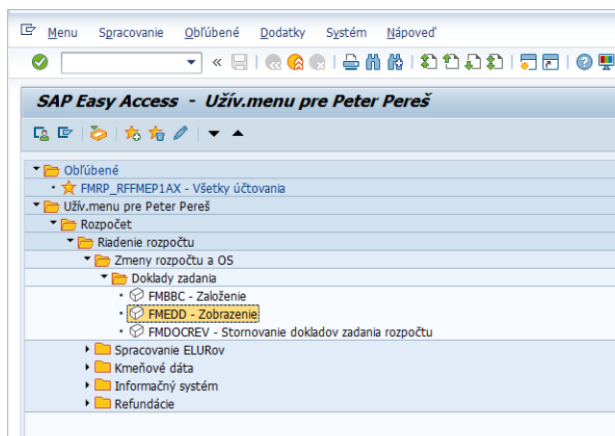 Menu Spracovanie Obľúbené Dodatky Systém Nápoveď
SAP Easy Access - Užív.menu pre Peter Pereš
Obľúbené
FMRP_RFFMEP1AX - Všetky účtovania
Užív.menu pre Peter Pereš
Rozpočet
Riadenie rozpočtu
Zmeny rozpočtu a OS
Doklady zadania
FMBBC - Založenie
FMEDD - Zobrazenie
FMDOCREV - Stornovanie dokladov zadania rozpočtu
Spracovanie ELURov
Kmeňové dáta
Informačný systém
Refundácie